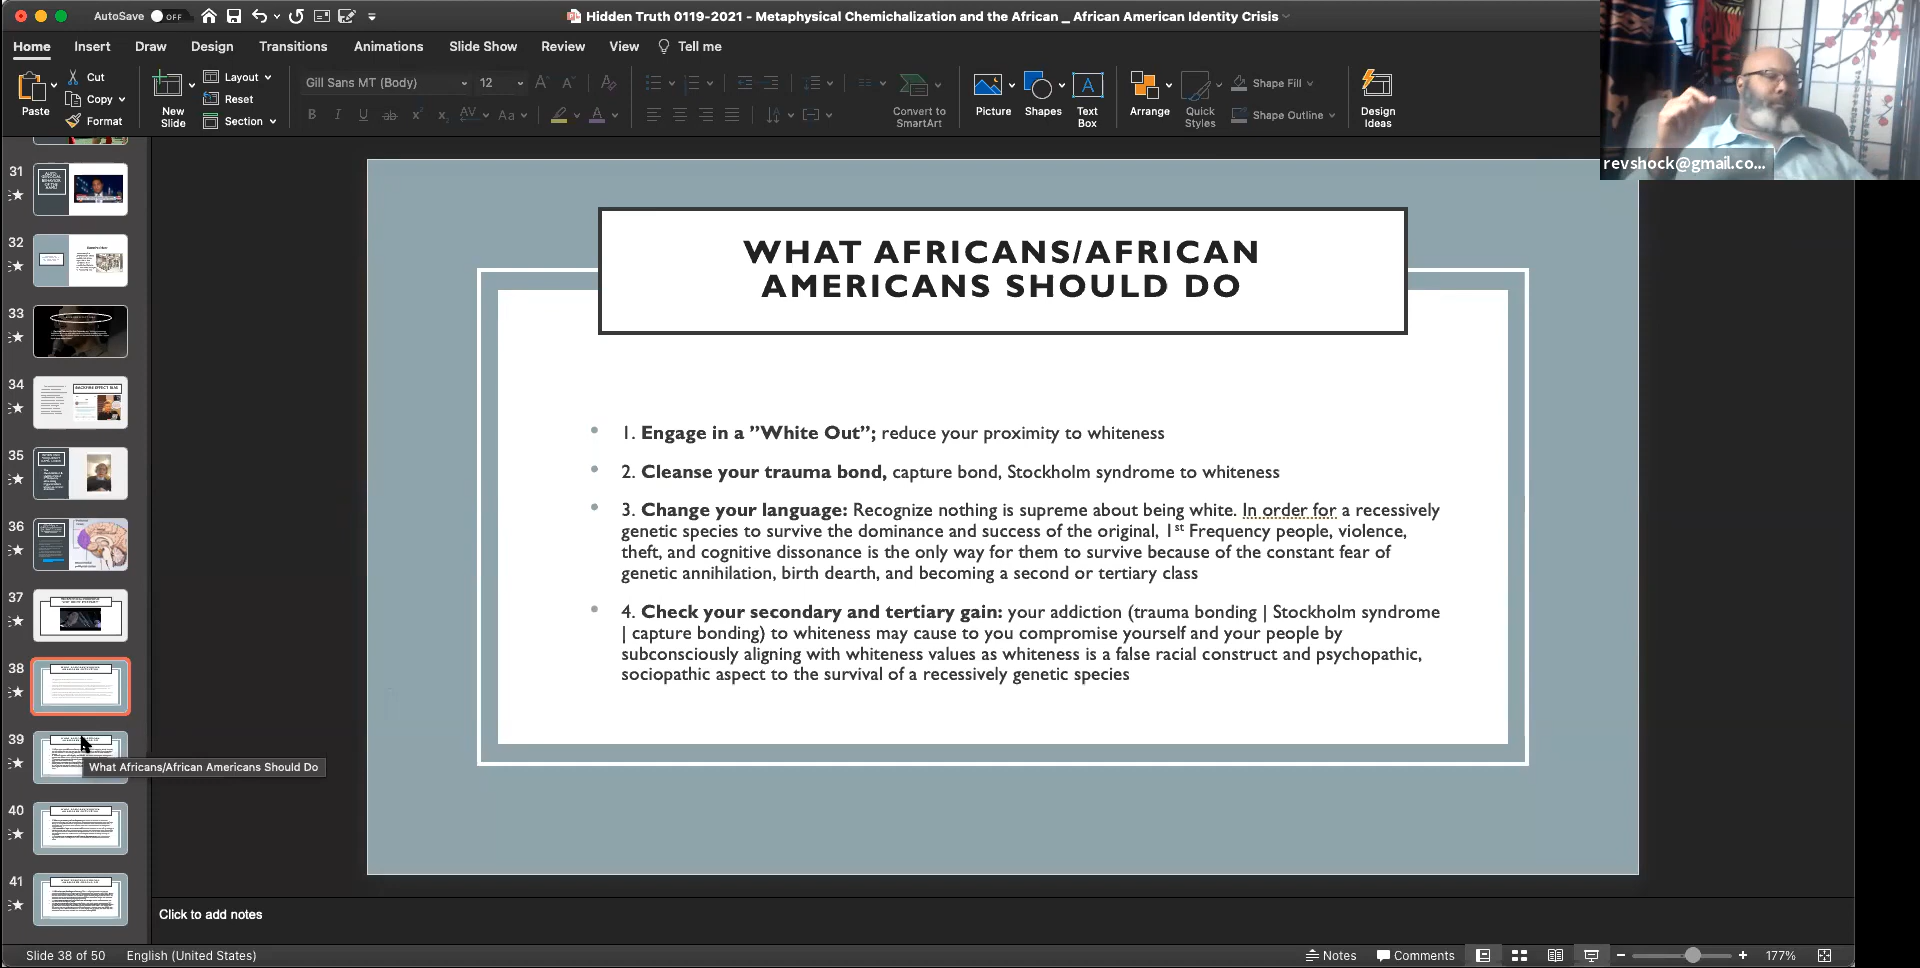 AutoSave OFF
Hidden Truth 0119-2021 - Metaphysical Chemichalization and the African _ African American Identity Crisis
Home Insert Draw Design Transitions Animations Slide Show Review View Tell me
Paste
Cut
Copy
Format
New
Slide
Layout
Reset
Section
Gill Sans MT (Body) 12
Convert to
SmartArt
Picture
Shapes
Text
Box
Arrange
Quick
Styles
Shape Fill
Shape Outline
Design
Ideas
revshock@gmail.co...
31
32
33
34
BACKFIRE EFFECT BIAS
35
36
37
38
39
40
41
What Africans/African Americans Should Do
WHAT AFRICANS/AFRICAN
AMERICANS SHOULD DO
• 1. Engage in a ”White Out”; reduce your proximity to whiteness
• 2. Cleanse your trauma bond, capture bond, Stockholm syndrome to whiteness
• 3. Change your language: Recognize nothing is supreme about being white. In order for a recessively
genetic species to survive the dominance and success of the original, 1st Frequency people, violence,
theft, and cognitive dissonance is the only way for them to survive because of the constant fear of
genetic annihilation, birth dearth, and becoming a second or tertiary class
• 4. Check your secondary and tertiary gain: your addiction (trauma bonding | Stockholm syndrome
| capture bonding) to whiteness may cause to you compromise yourself and your people by
subconsciously aligning with whiteness values as whiteness is a false racial construct and psychopathic,
sociopathic aspect to the survival of a recessively genetic species
Click to add notes
Slide 38 of 50 English (United States) Notes Comments 177%